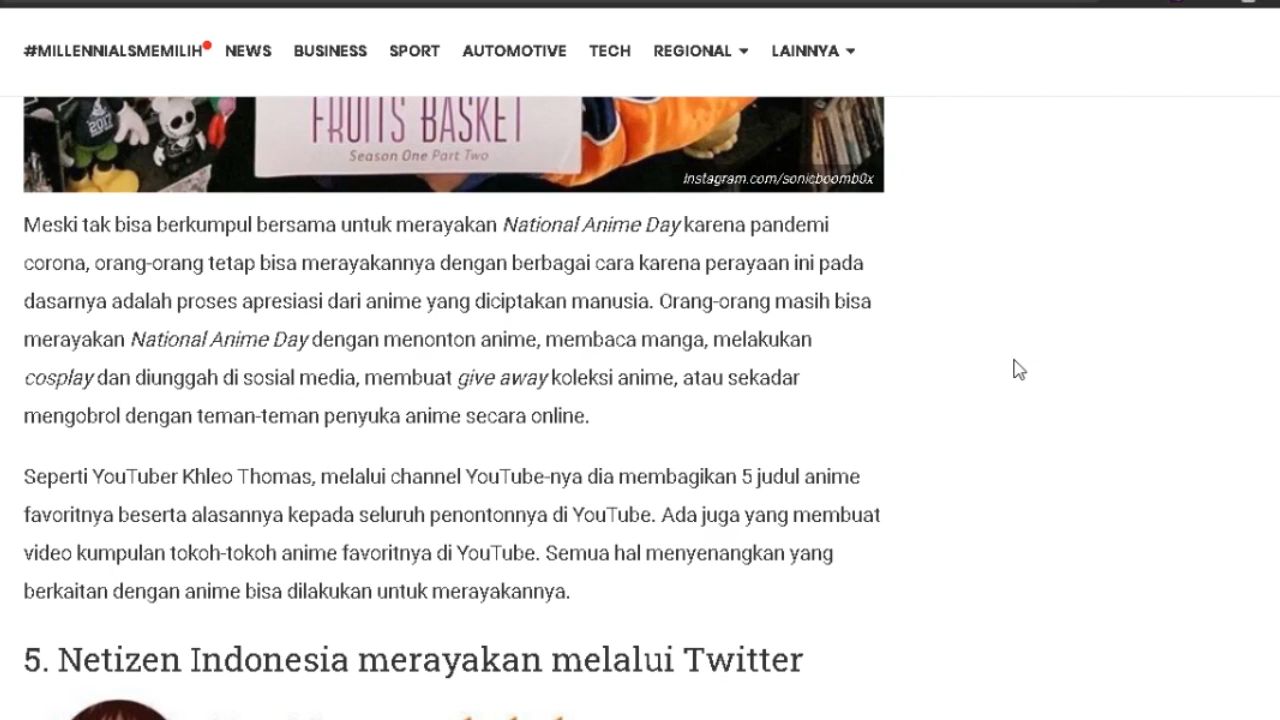 #MILLENNIALSMEMILIH NEWS BUSINESS SPORT AUTOMOTIVE TECH REGIONAL LAINNYA
2017
FRUITS BASKET
Season One Part Two
Instagram.com/sonicboomb0x
Meski tak bisa berkumpul bersama untuk merayakan National Anime Day karena pandemi
corona, orang-orang tetap bisa merayakannya dengan berbagai cara karena perayaan ini pada
dasarnya adalah proses apresiasi dari anime yang diciptakan manusia. Orang-orang masih bisa
merayakan National Anime Day dengan menonton anime, membaca manga, melakukan
cosplay dan diunggah di sosial media, membuat give away koleksi anime, atau sekadar
mengobrol dengan teman-teman penyuka anime secara online.
Seperti YouTuber Khleo Thomas, melalui channel YouTube-nya dia membagikan 5 judul anime
favoritnya beserta alasannya kepada seluruh penontonnya di YouTube. Ada juga yang membuat
video kumpulan tokoh-tokoh anime favoritnya di YouTube. Semua hal menyenangkan yang
berkaitan dengan anime bisa dilakukan untuk merayakannya.
5. Netizen Indonesia merayakan melalui Twitter